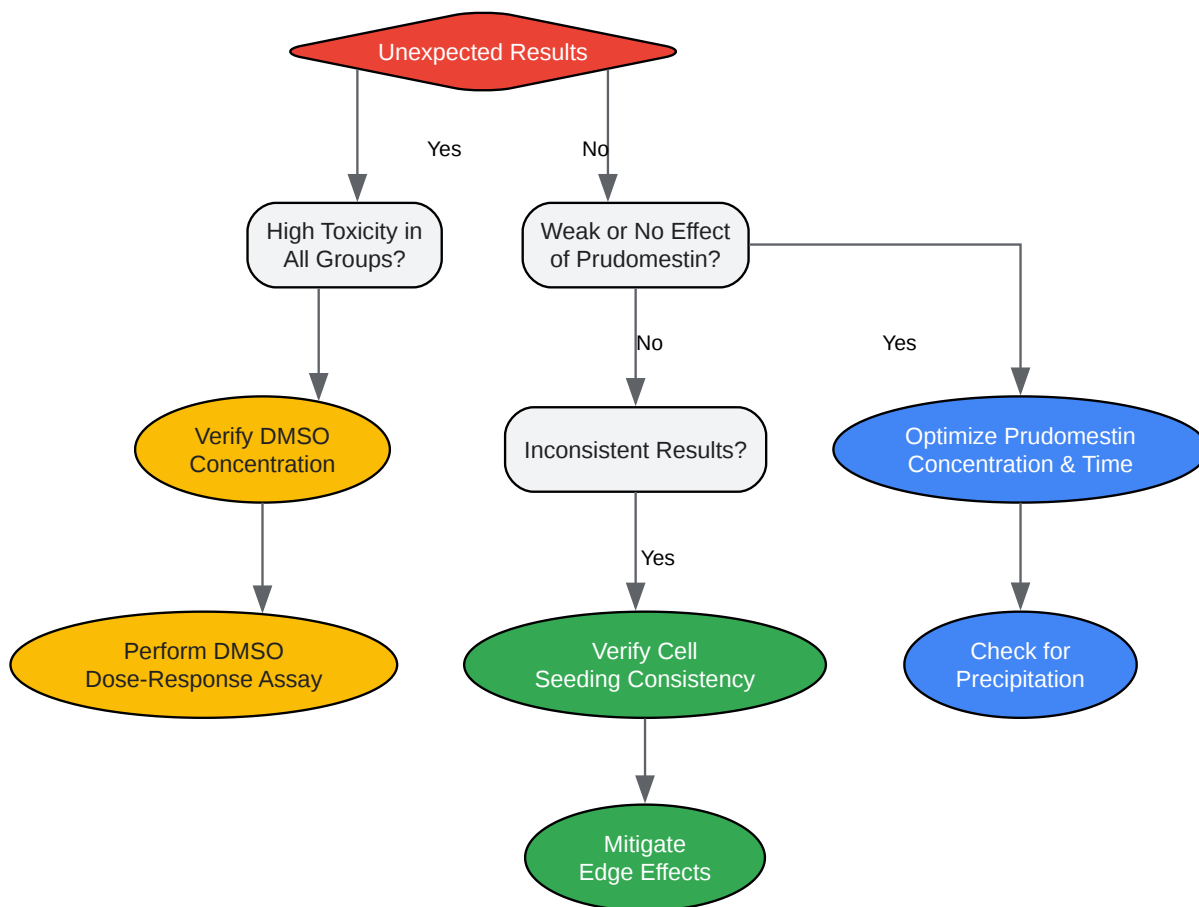 Unexpected Results
Yes
No
High Toxicity in
All Groups?
Weak or No Effect
of Prudomestin?
No
Yes
Verify DMSO
Concentration
Inconsistent Results?
Optimize Prudomestin
Concentration & Time
Yes
Perform DMSO
Dose-Response Assay
Verify Cell
Seeding Consistency
Check for
Precipitation
Mitigate
Edge Effects